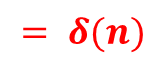 = δ(n)